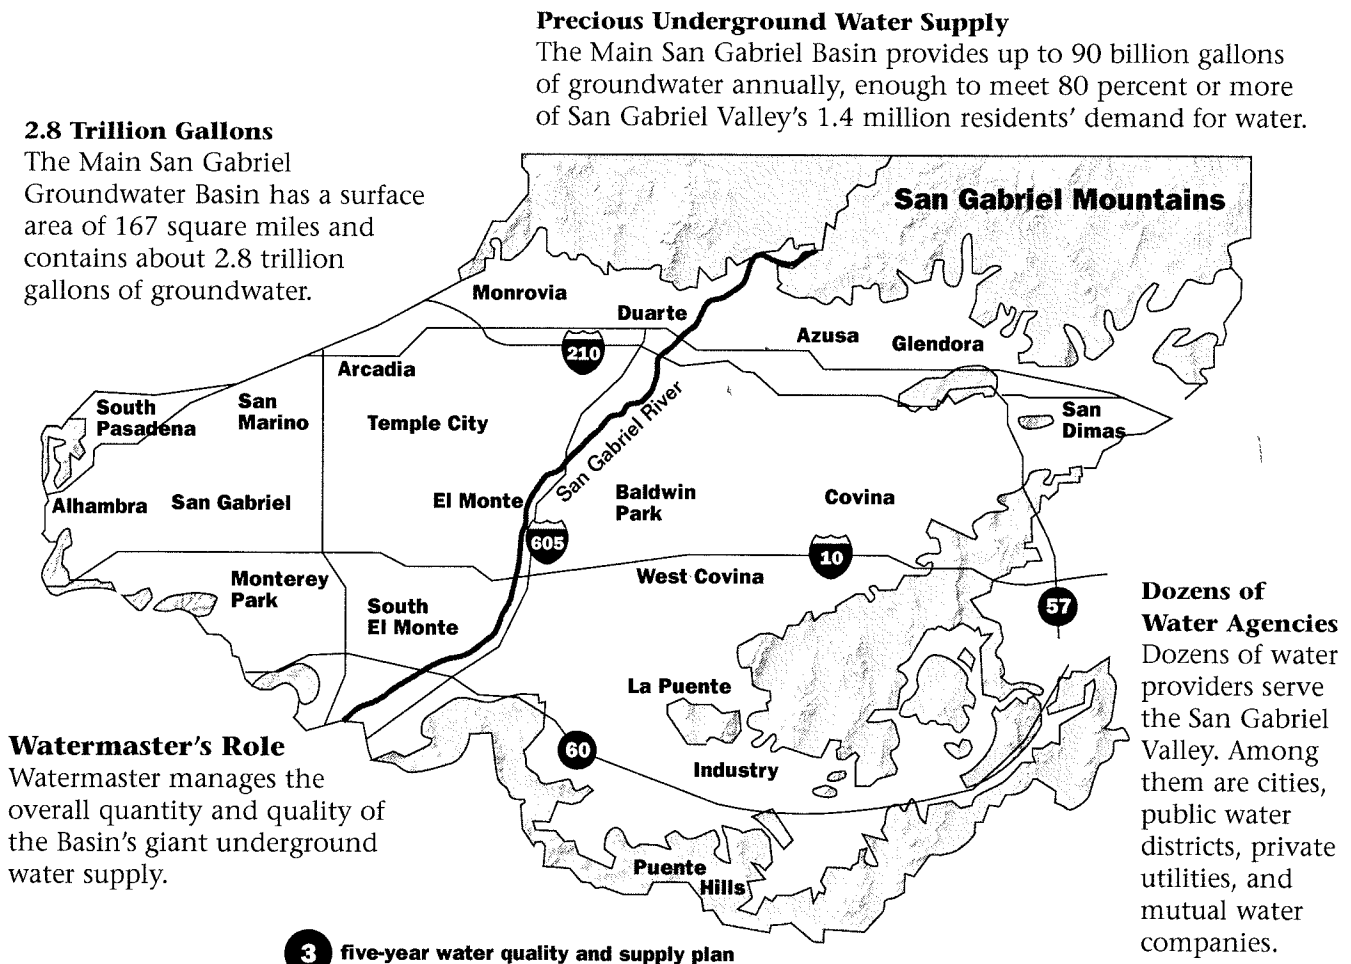 Precious Underground Water Supply
The Main San Gabriel Basin provides up to 90 billion gallons
of groundwater annually, enough to meet 80 percent or more
of San Gabriel Valley's 1.4 million residents' demand for water.
2.8 Trillion Gallons
The Main San Gabriel
Groundwater Basin has a surface
area of 167 square miles and
contains about 2.8 trillion
gallons of groundwater.
San Gabriel Mountains
Monrovia
Duarte
Azusa
Glendora
210
Arcadia
South
Pasadena
San
Marino
Temple City
San Gabriel River
San
Dimas
Alhambra
San Gabriel
El Monte
Baldwin
Park
Covina
605
10
West Covina
Monterey
Park
South
El Monte
57
La Puente
60
Industry
Puente
Hills
Dozens of
Water Agencies
Dozens of water
providers serve
the San Gabriel
Valley. Among
them are cities,
public water
districts, private
utilities, and
mutual water
companies.
Watermaster's Role
Watermaster manages the
overall quantity and quality of
the Basin's giant underground
water supply.
3 five-year water quality and supply plan